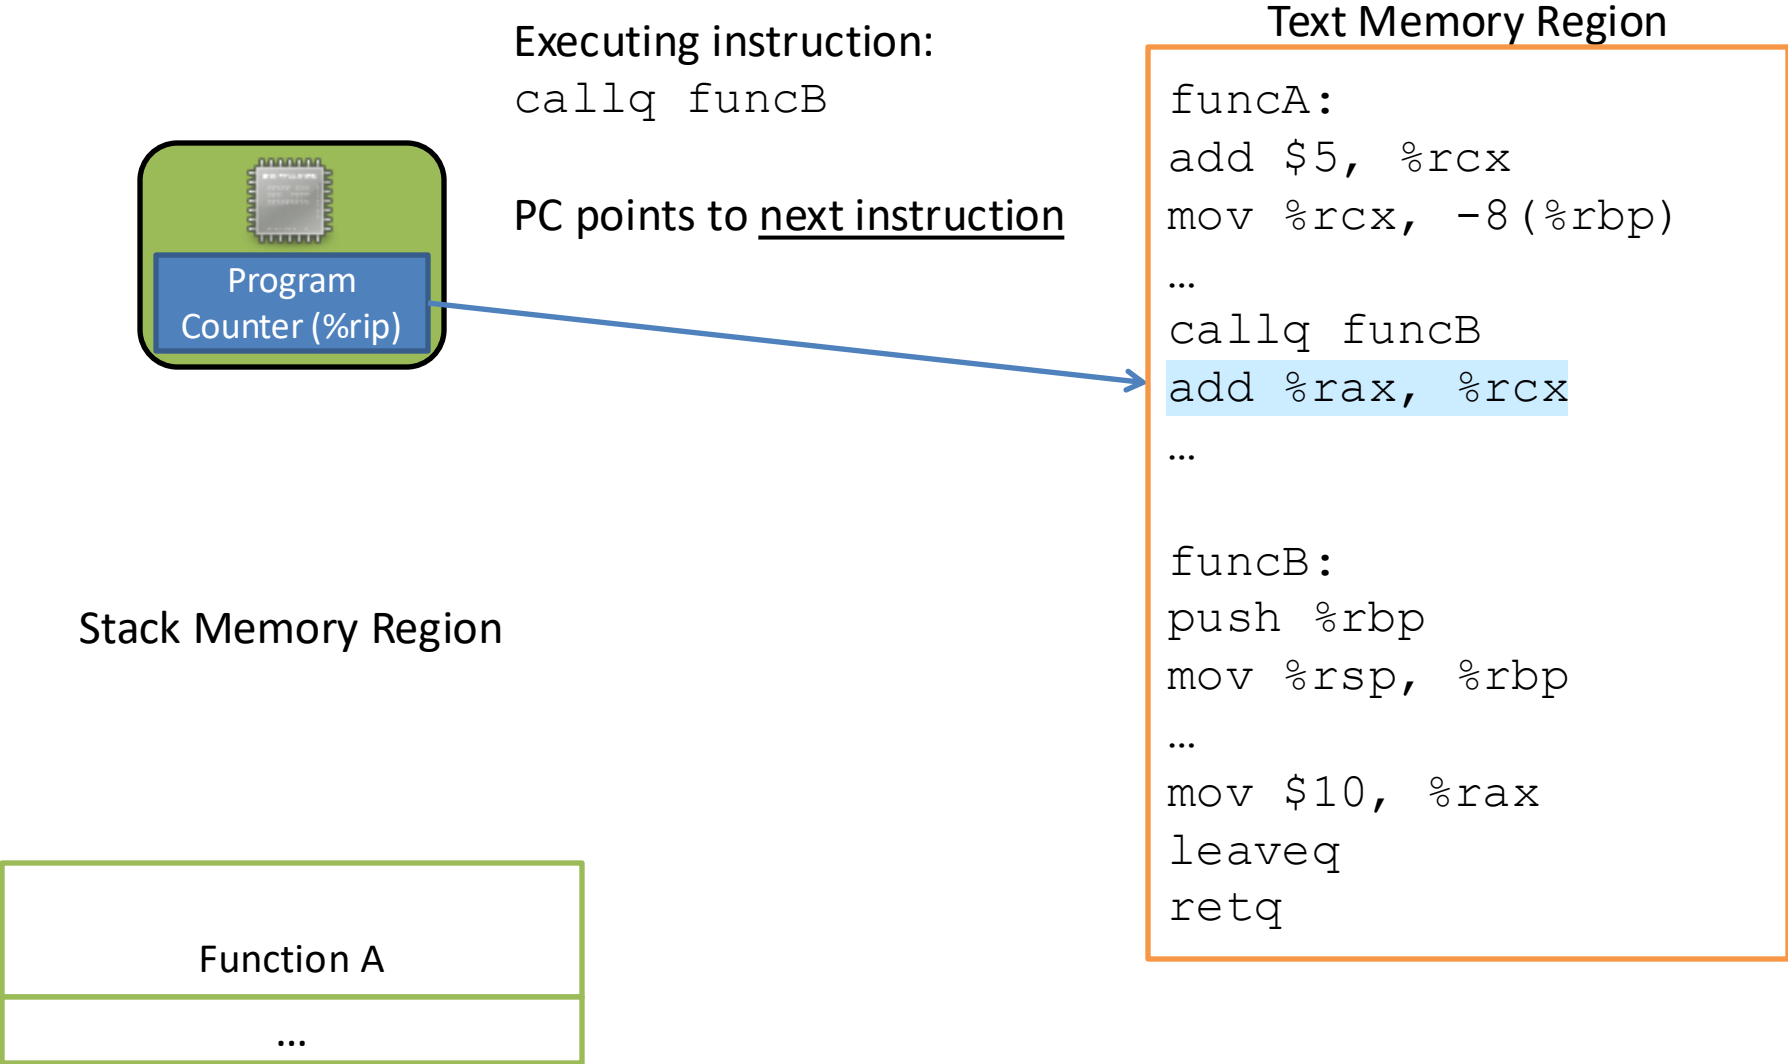 Executing instruction:
callq funcB
PC points to next instruction
Program
Counter (%rip)
Text Memory Region
funcA:
add $5, %rcx
mov %rcx, -8(%rbp)
…
callq funcB
add %rax, %rcx
…
funcB:
push %rbp
mov %rsp, %rbp
…
mov $10, %rax
leaveq
retq
Stack Memory Region
Function A
…